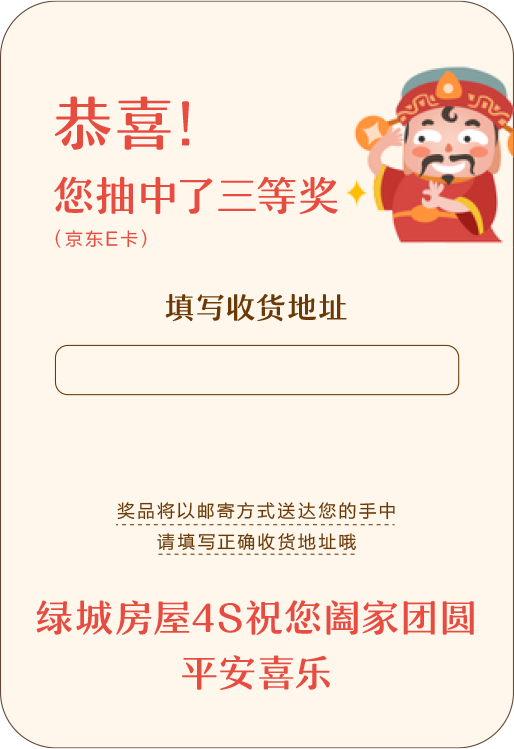 恭喜!
您抽中了三等奖
（京东E卡）
填写收货地址
奖品将以邮寄方式送达您的手中
请填写正确收货地址哦
绿城房屋4S祝您阖家团圆
平安喜乐